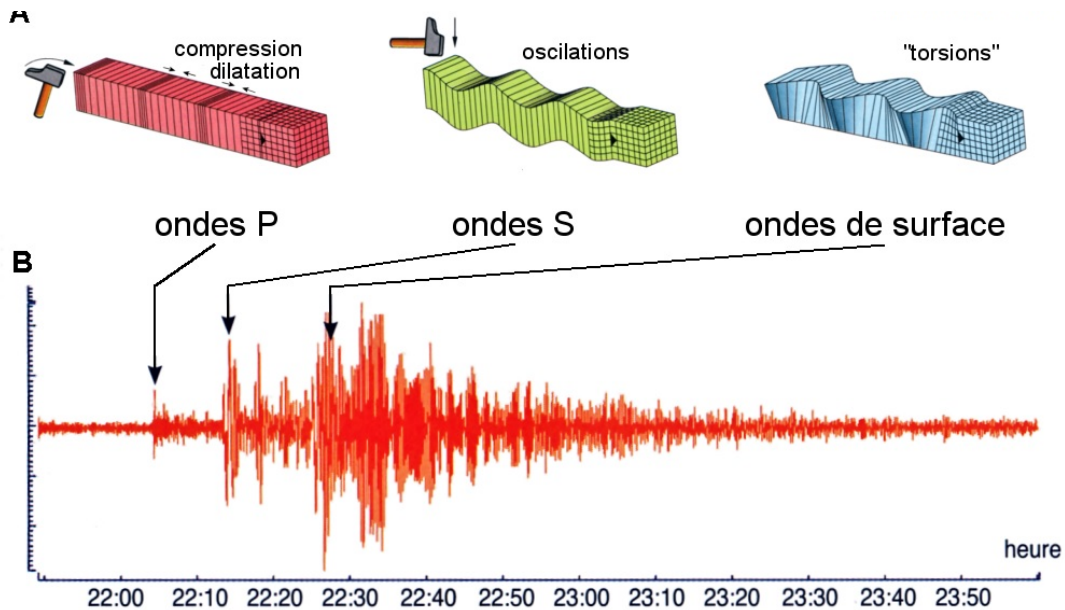 A
compression
dilatation
oscilations
"torsions"
ondes P
ondes S
ondes de surface
B
heure
22:00 22:10 22:20 22:30 22:40 22:50 23:00 23:10 23:20 23:30 23:40 23:50